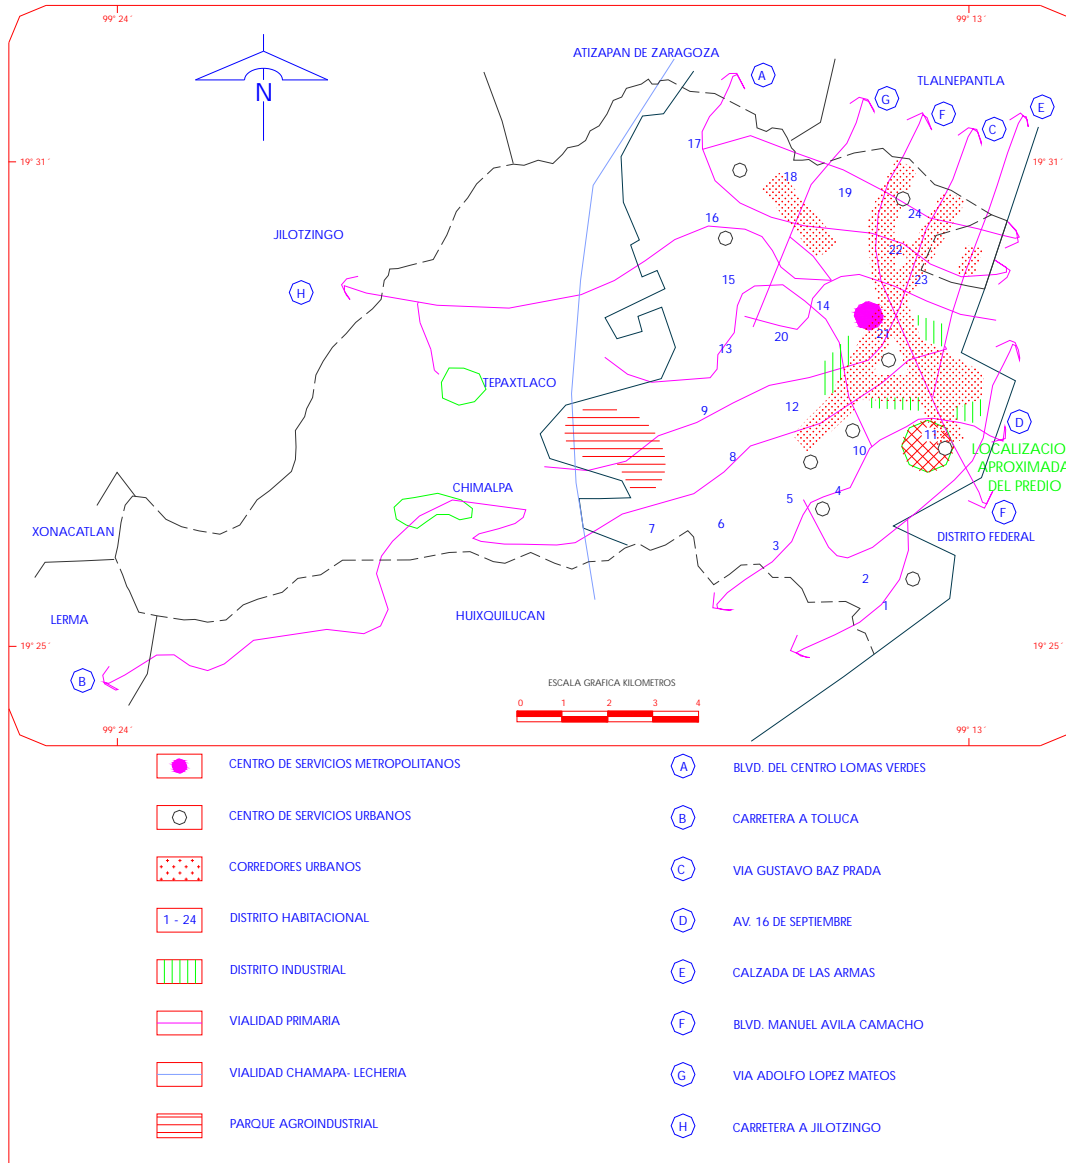 99° 24´
99° 13´
ATIZAPAN DE ZARAGOZA
TLALNEPANTLA
A
G
F
E
C
N
19° 31´
19° 31´
17
18
19
16
24
JILOTZINGO
22
15
23
H
14
21
20
13
TEPAXTLACO
9
12
D
11
LOCALIZACIO
APROXIMADA
DEL PREDIO
10
8
CHIMALPA
4
5
F
XONACATLAN
7
6
DISTRITO FEDERAL
3
2
1
LERMA
HUIXQUILUCAN
19° 25´
19° 25´
B
ESCALA GRAFICA KILOMETROS
0 1 2 3 4
99° 24´
99° 13´
CENTRO DE SERVICIOS METROPOLITANOS
A BLVD. DEL CENTRO LOMAS VERDES
CENTRO DE SERVICIOS URBANOS
B CARRETERA A TOLUCA
CORREDORES URBANOS
C VIA GUSTAVO BAZ PRADA
1 - 24 DISTRITO HABITACIONAL
D AV. 16 DE SEPTIEMBRE
DISTRITO INDUSTRIAL
E CALZADA DE LAS ARMAS
VIALIDAD PRIMARIA
F BLVD. MANUEL AVILA CAMACHO
VIALIDAD CHAMAPA- LECHERIA
G VIA ADOLFO LOPEZ MATEOS
PARQUE AGROINDUSTRIAL
H CARRETERA A JILOTZINGO